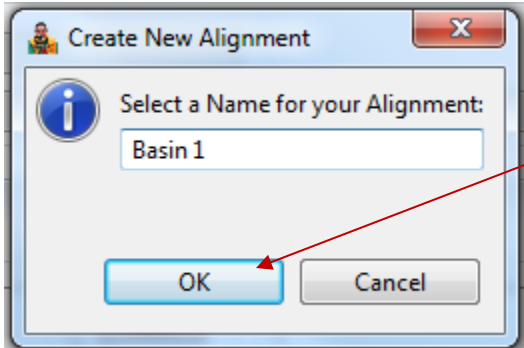 Create New Alignment
Select a Name for your Alignment:
Basin 1
OK
Cancel